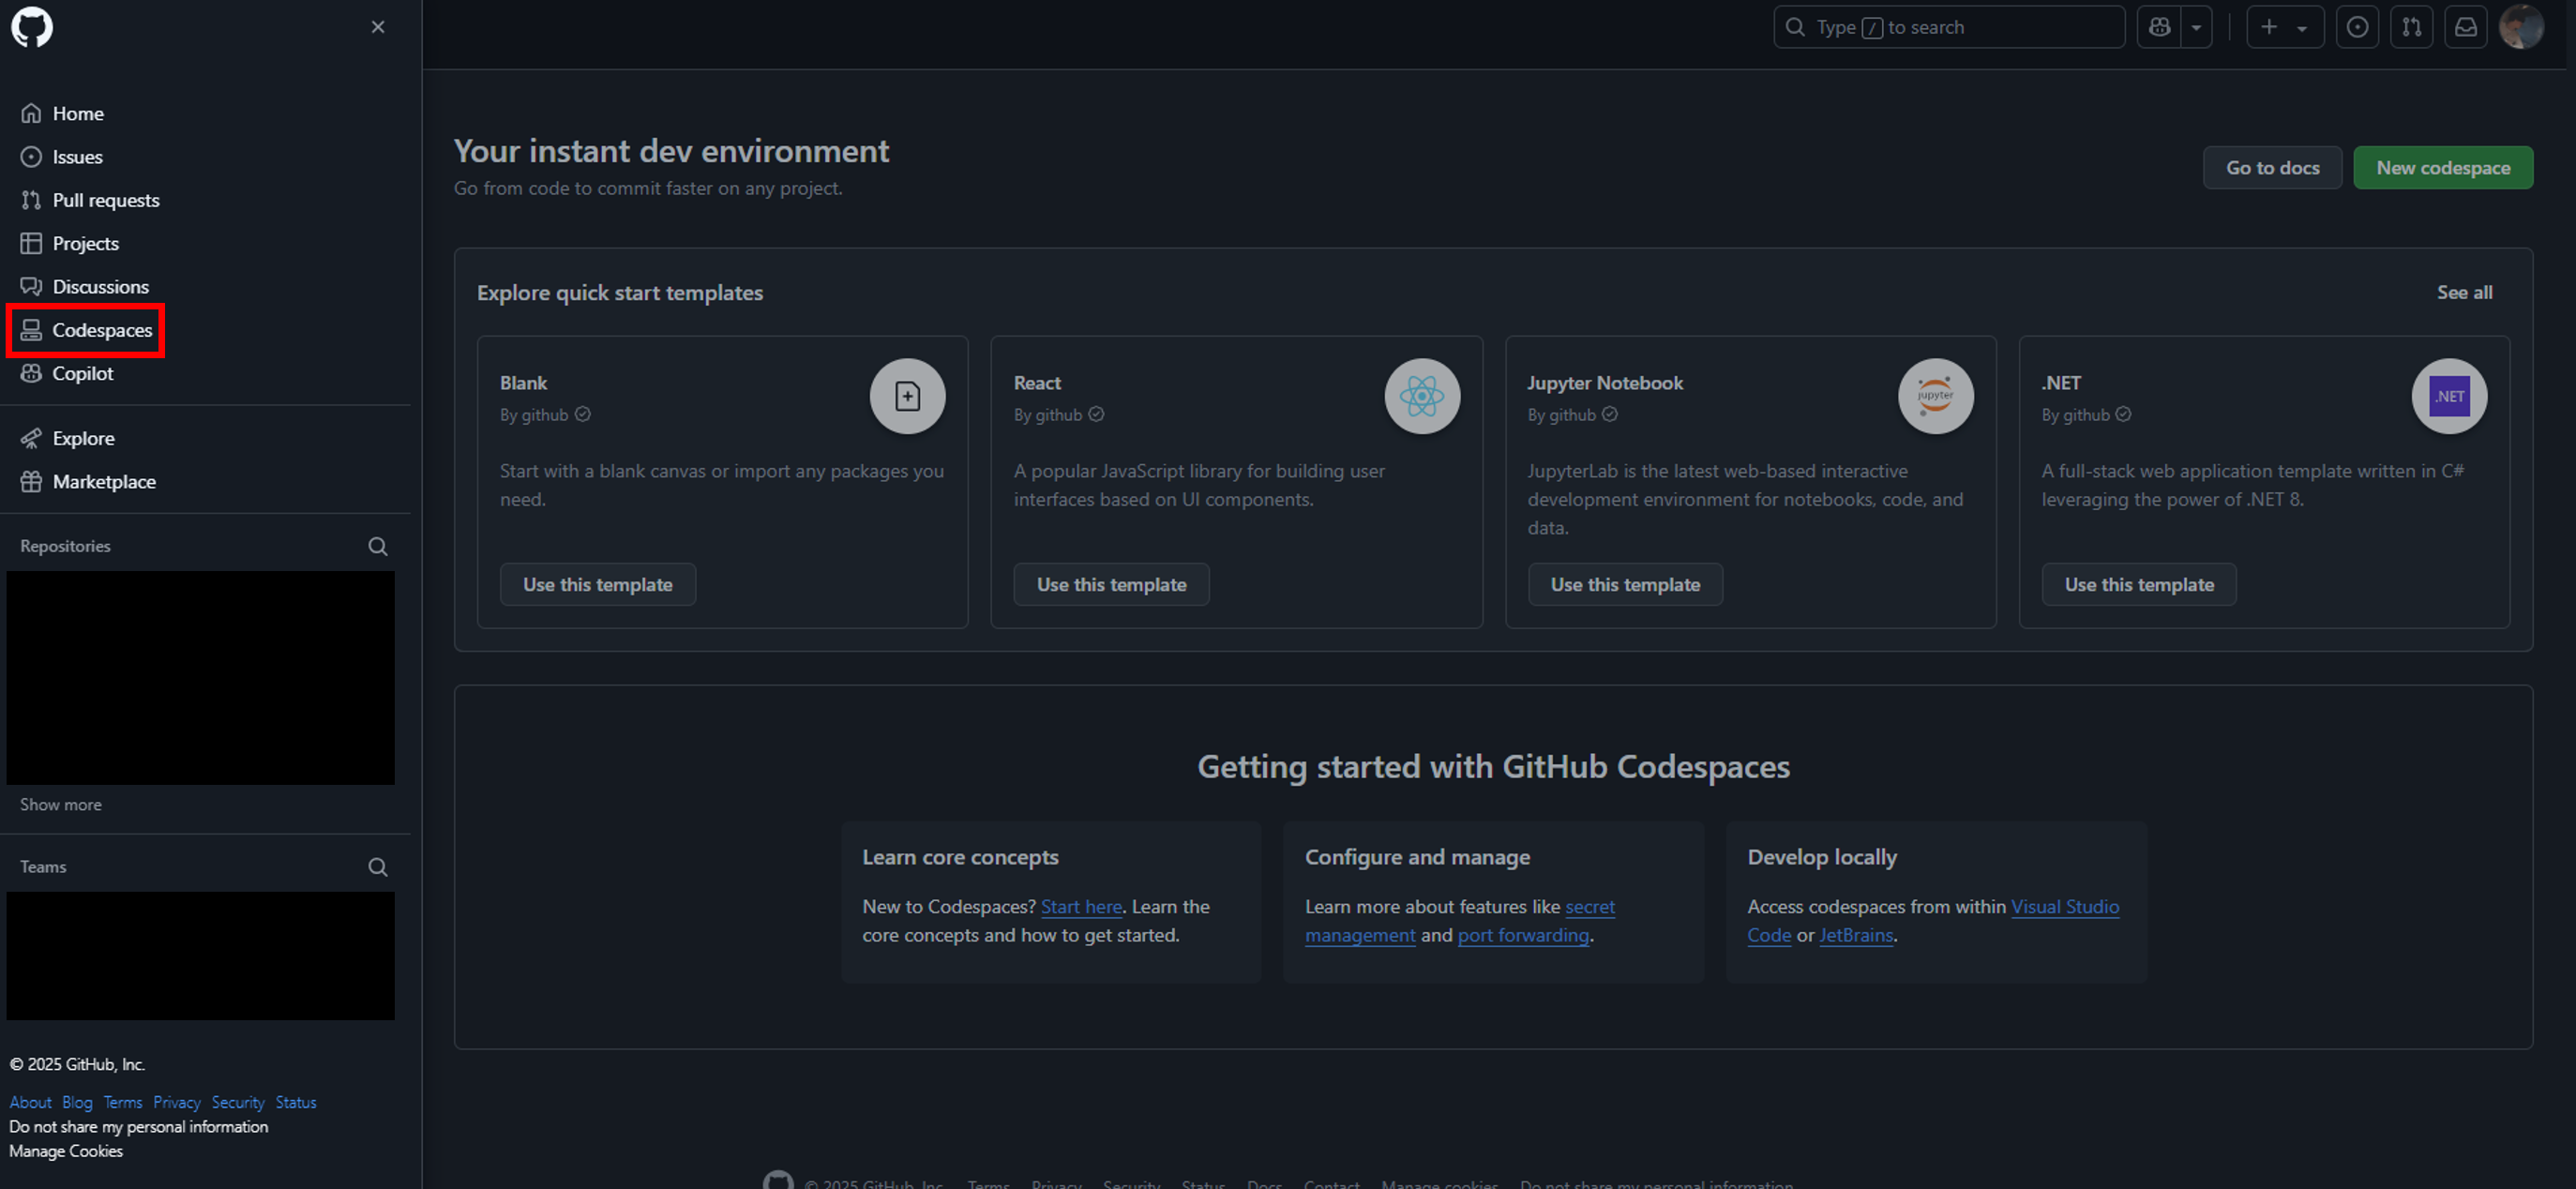 Type / to search
Home
Issues
Pull requests
Projects
Discussions
Codespaces
Copilot
Explore
Marketplace
Repositories
Show more
Teams
© 2025 GitHub, Inc.
About Blog Terms Privacy Security Status
Do not share my personal information
Manage Cookies
Your instant dev environment
Go from code to commit faster on any project.
Go to docs
New codespace
Explore quick start templates
See all
Blank
By github
Start with a blank canvas or import any packages you
need.
Use this template
React
By github
A popular JavaScript library for building user
interfaces based on UI components.
Use this template
Jupyter Notebook
By github
jupyter
JupyterLab is the latest web-based interactive
development environment for notebooks, code, and
data.
Use this template
.NET
By github
.NET
A full-stack web application template written in C#
leveraging the power of .NET 8.
Use this template
Getting started with GitHub Codespaces
Learn core concepts
New to Codespaces? Start here. Learn the
core concepts and how to get started.
Configure and manage
Learn more about features like secret
management and port forwarding.
Develop locally
Access codespaces from within Visual Studio
Code or JetBrains.
© 2025 GitHub, Inc. Terms Privacy Security Status Docs Contact Manage cookies Do not share my personal information